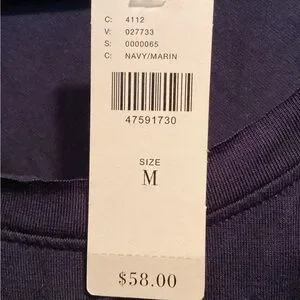 C: 4112
V: 027733
S: 0000065
C: NAVY/MARIN
47591730
SIZE
M
$58.00